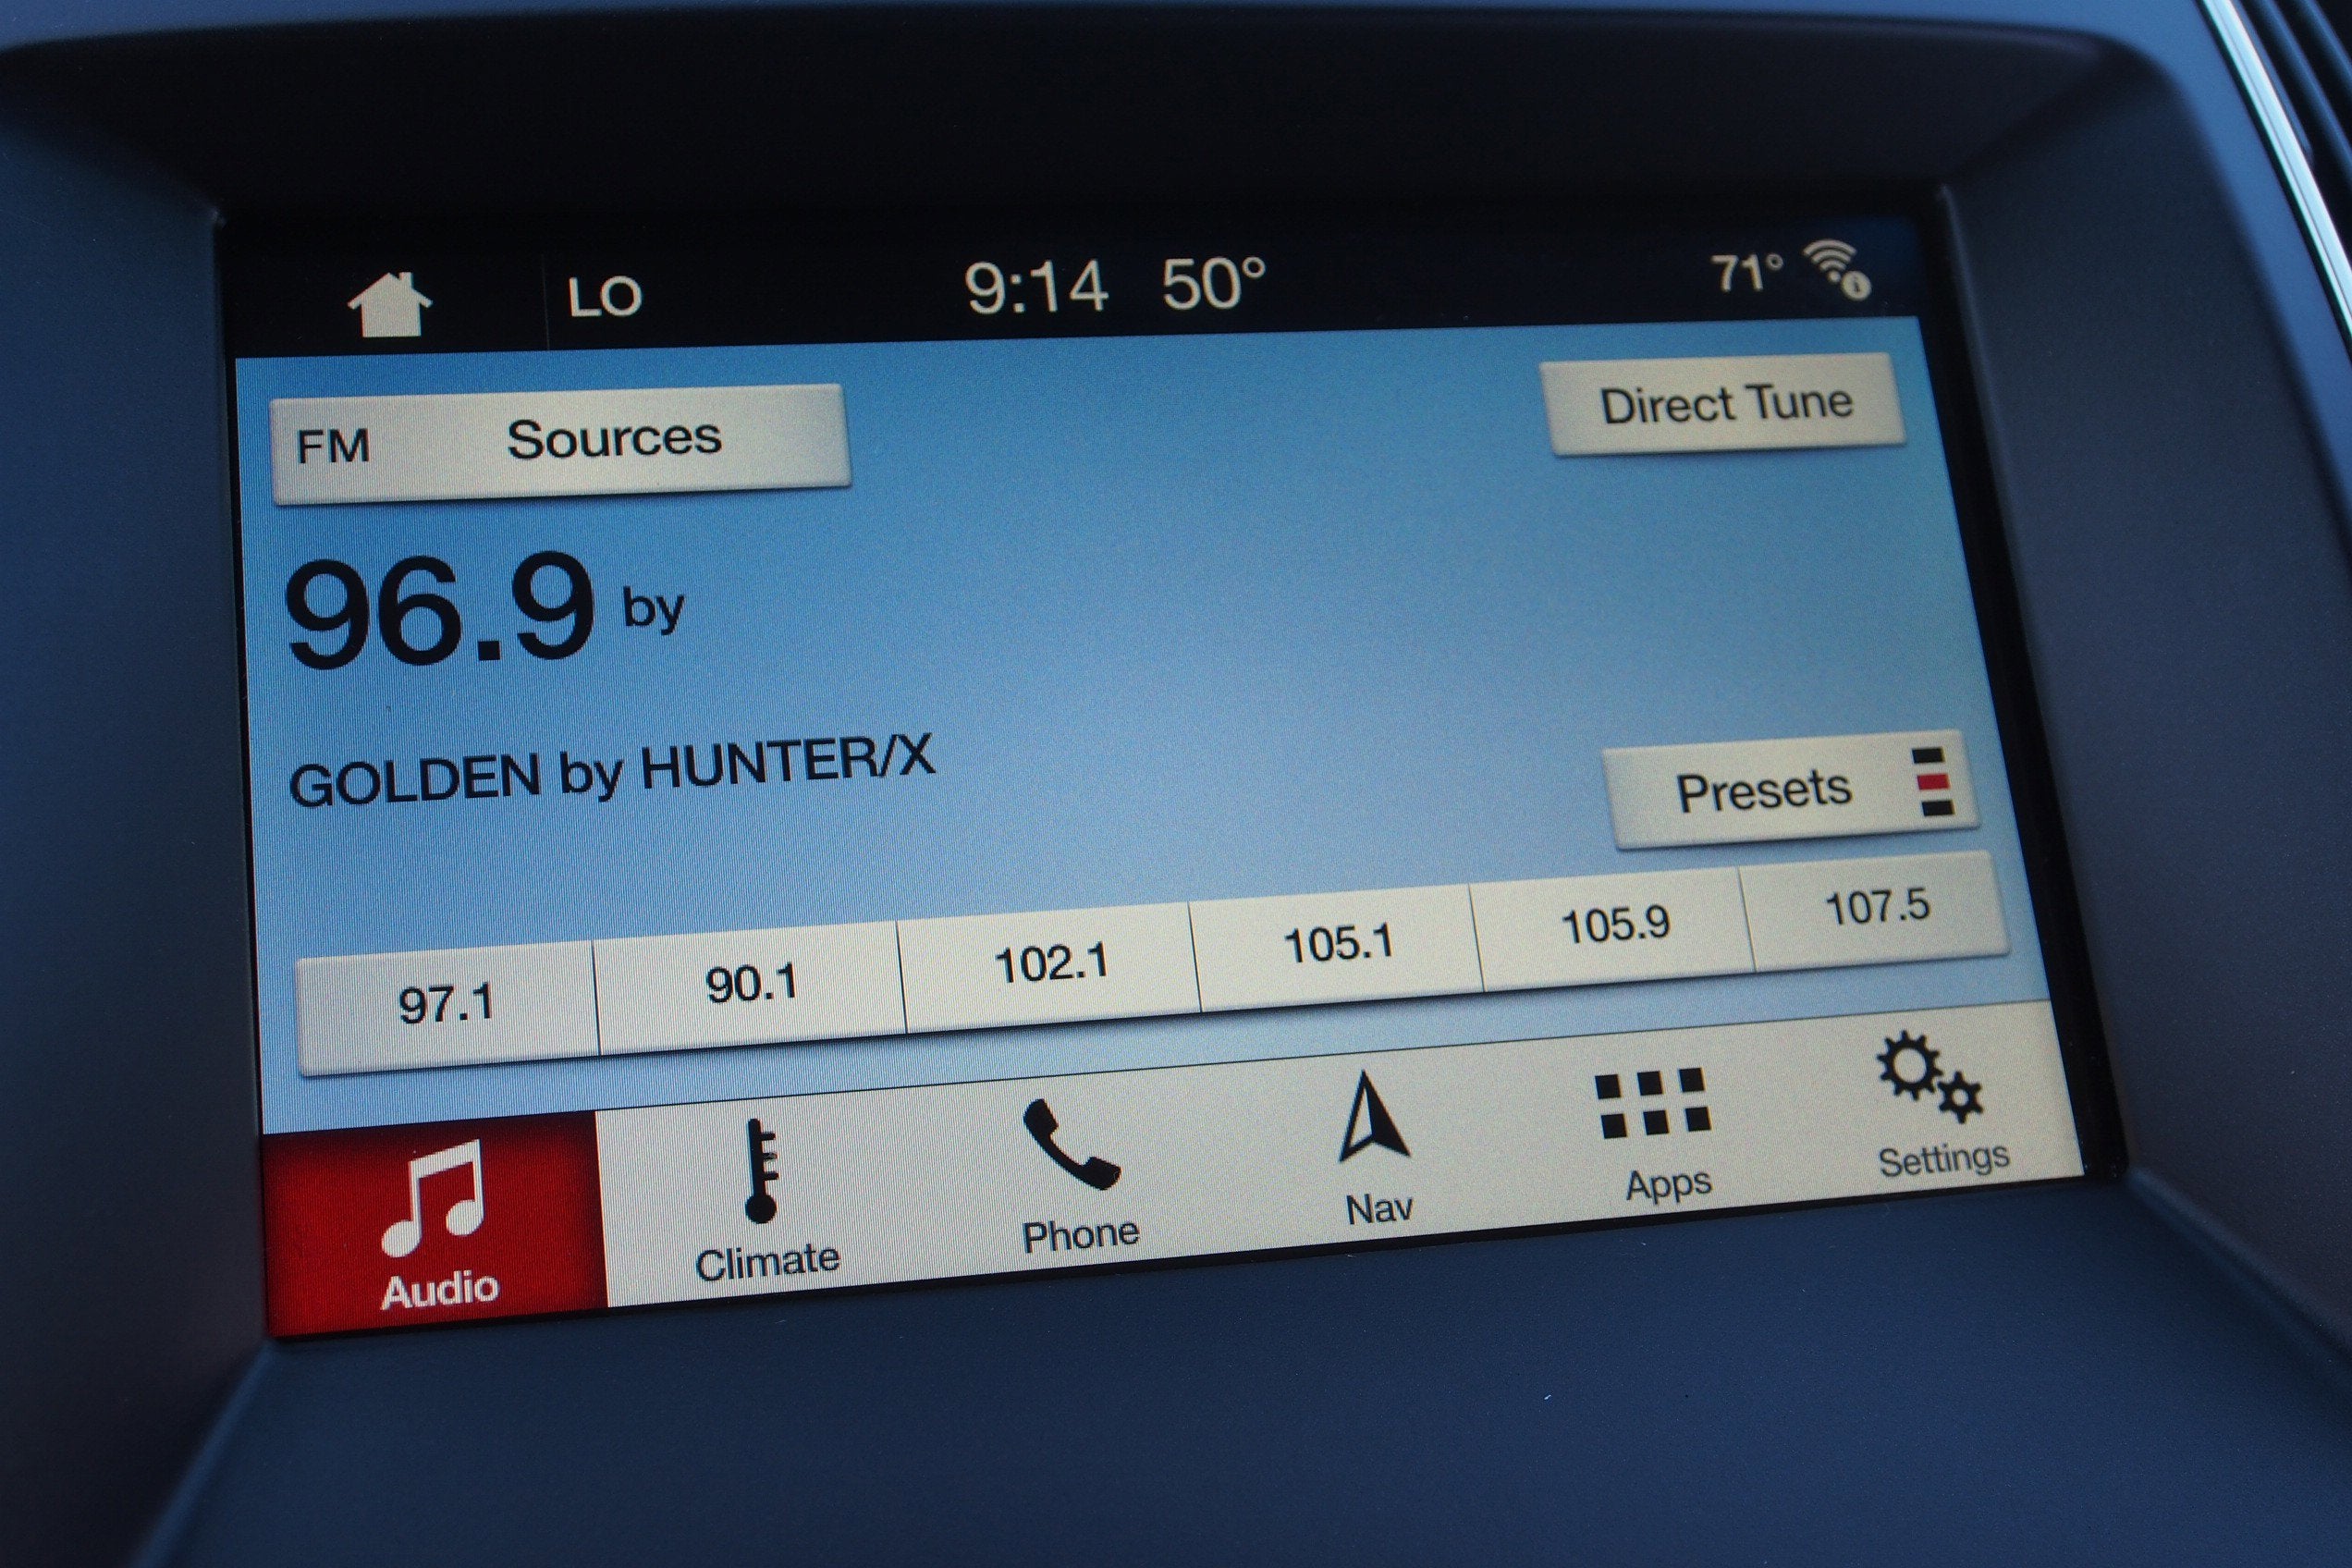 LO 9:14 50° 71°
FM Sources Direct Tune
96.9 by
GOLDEN by HUNTER/X
Presets
97.1 90.1 102.1 105.1 105.9 107.5
Audio Climate Phone Nav Apps Settings